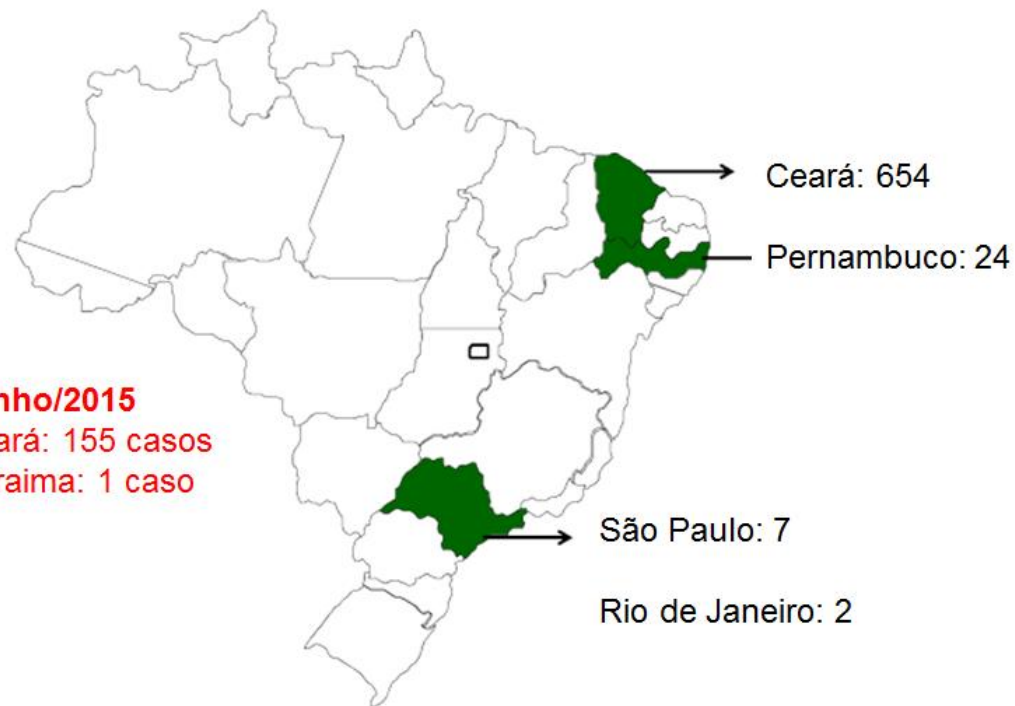 Ceará: 654
Pernambuco: 24
nho/2015
ará: 155 casos
raima: 1 caso
São Paulo: 7
Rio de Janeiro: 2